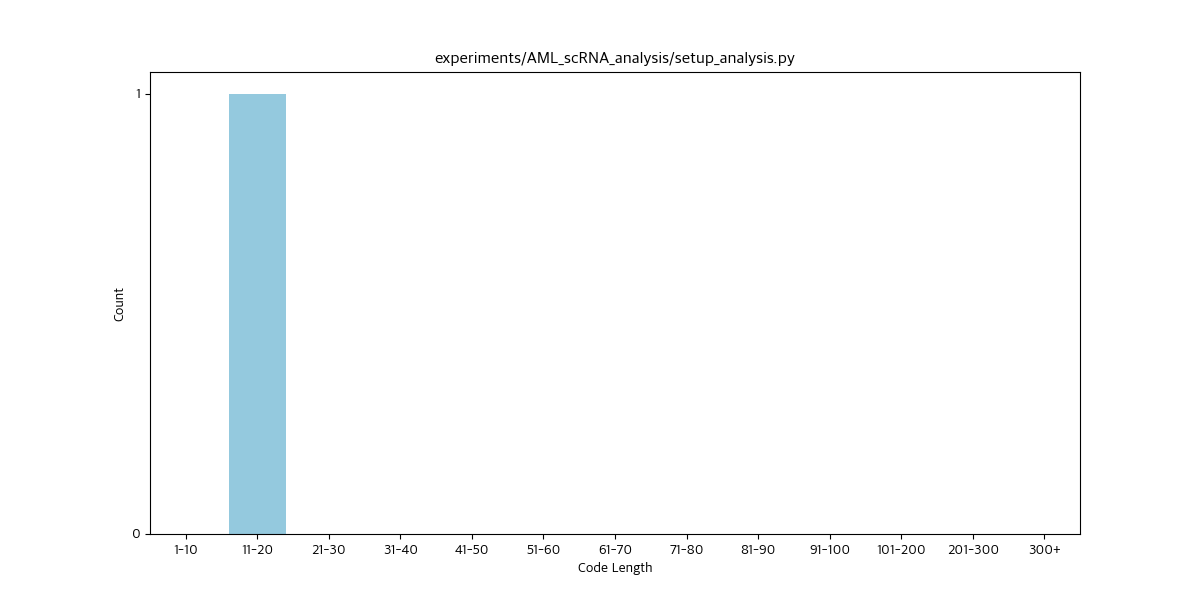 experiments/AML_scRNA_analysis/setup_analysis.py
1
Count
0
1-10 11-20 21-30 31-40 41-50 51-60 61-70 71-80 81-90 91-100 101-200 201-300 300+
Code Length